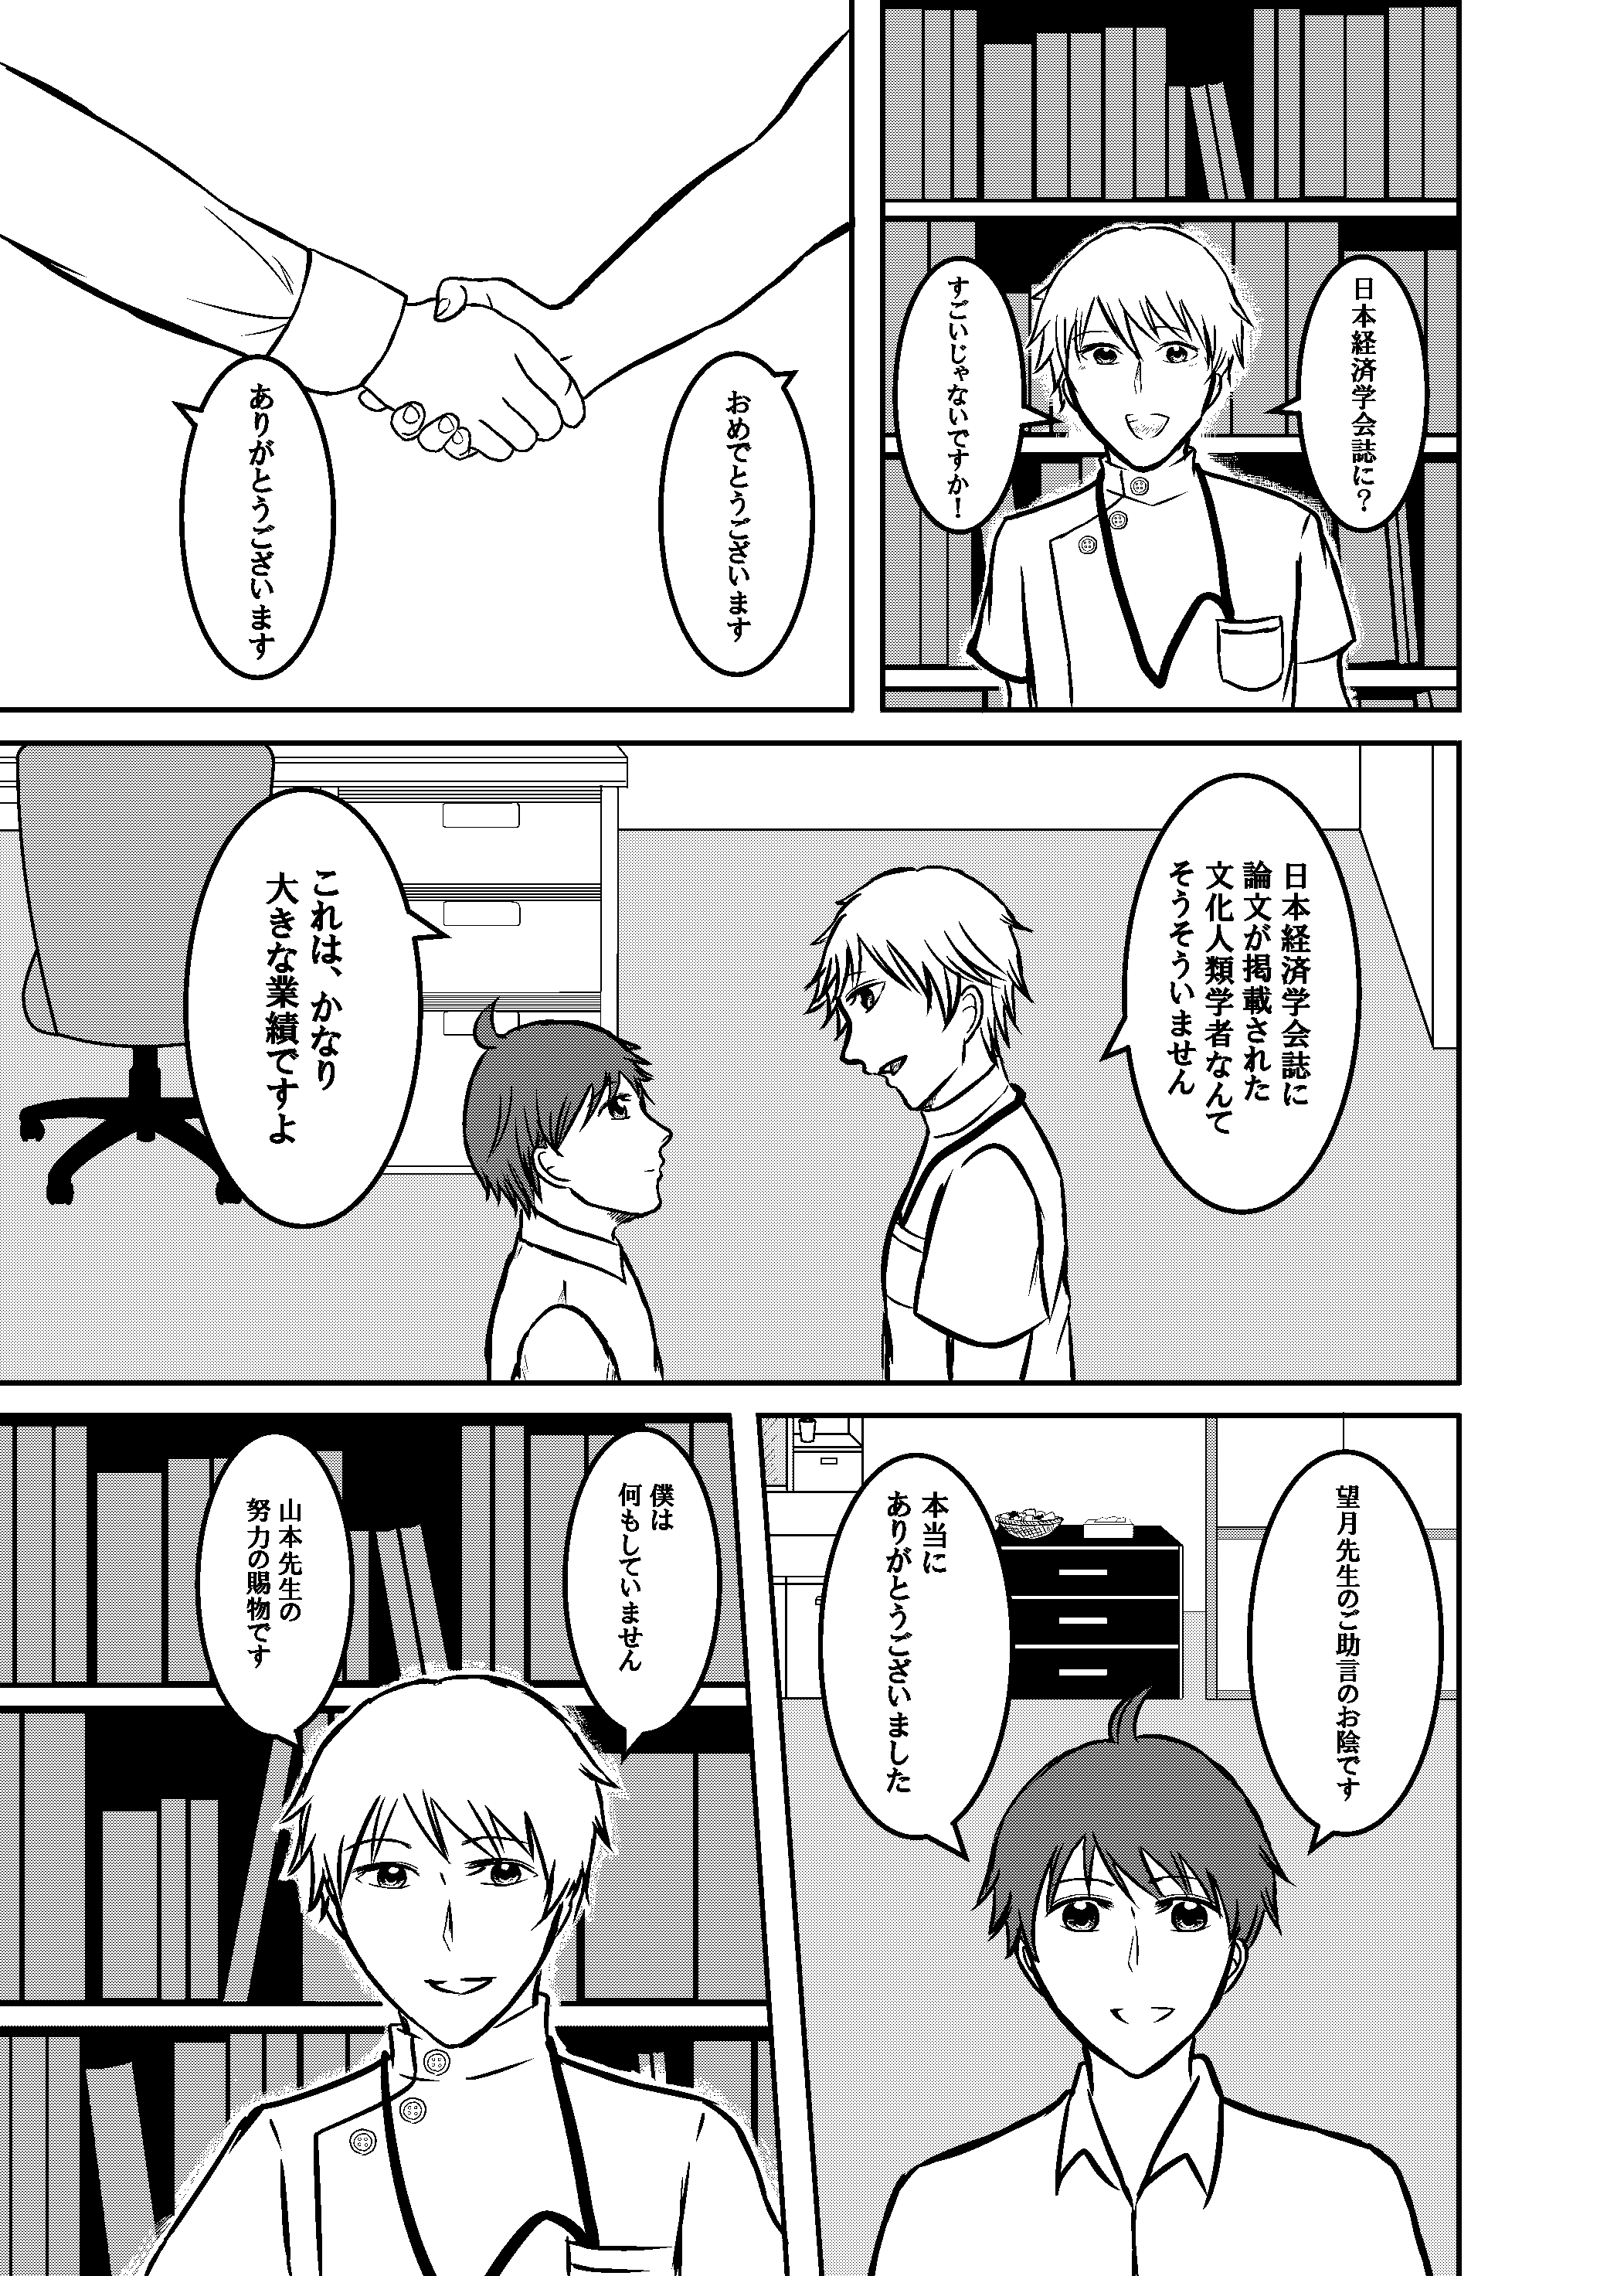 日本経済学会誌に?
すごいじゃないですか!
おめでとうございます
ありがとうございます
日本経済学会誌に
論文が掲載された
文化人類学者なんて
そうそういません
これは、かなり
大きな業績ですよ
望月先生のご助言のお陰です
本当に
ありがとうございました
僕は
何もしていません
山本先生の
努力の賜物です